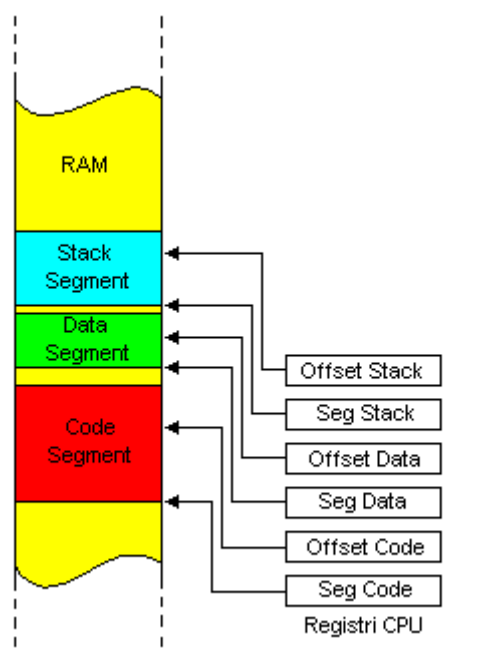 RAM
Stack
Segment
Data
Segment
Code
Segment
Offset Stack
Seg Stack
Offset Data
Seg Data
Offset Code
Seg Code
Registri CPU